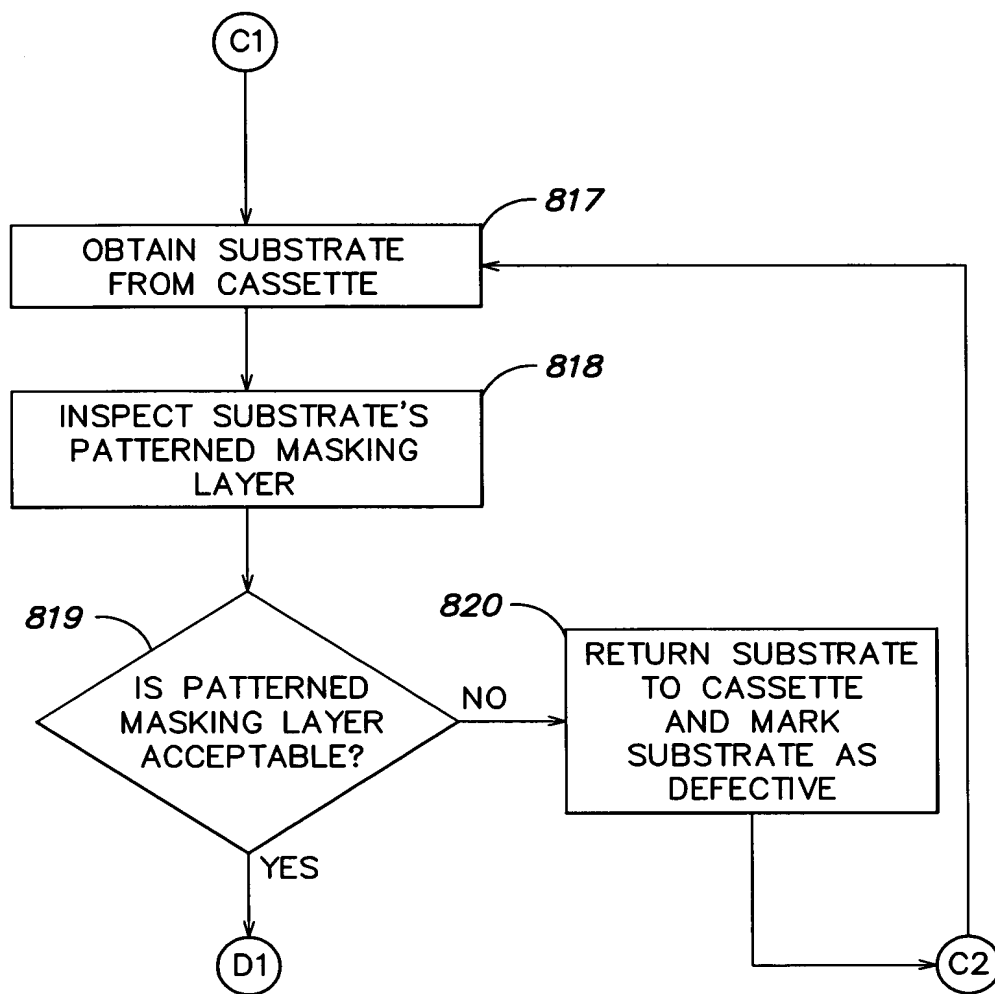 C1
817
OBTAIN SUBSTRATE
FROM CASSETTE
818
INSPECT SUBSTRATE'S
PATTERNED MASKING
LAYER
819
IS PATTERNED
MASKING LAYER
ACCEPTABLE?
NO
820
RETURN SUBSTRATE
TO CASSETTE
AND MARK
SUBSTRATE AS
DEFECTIVE
YES
D1
C2